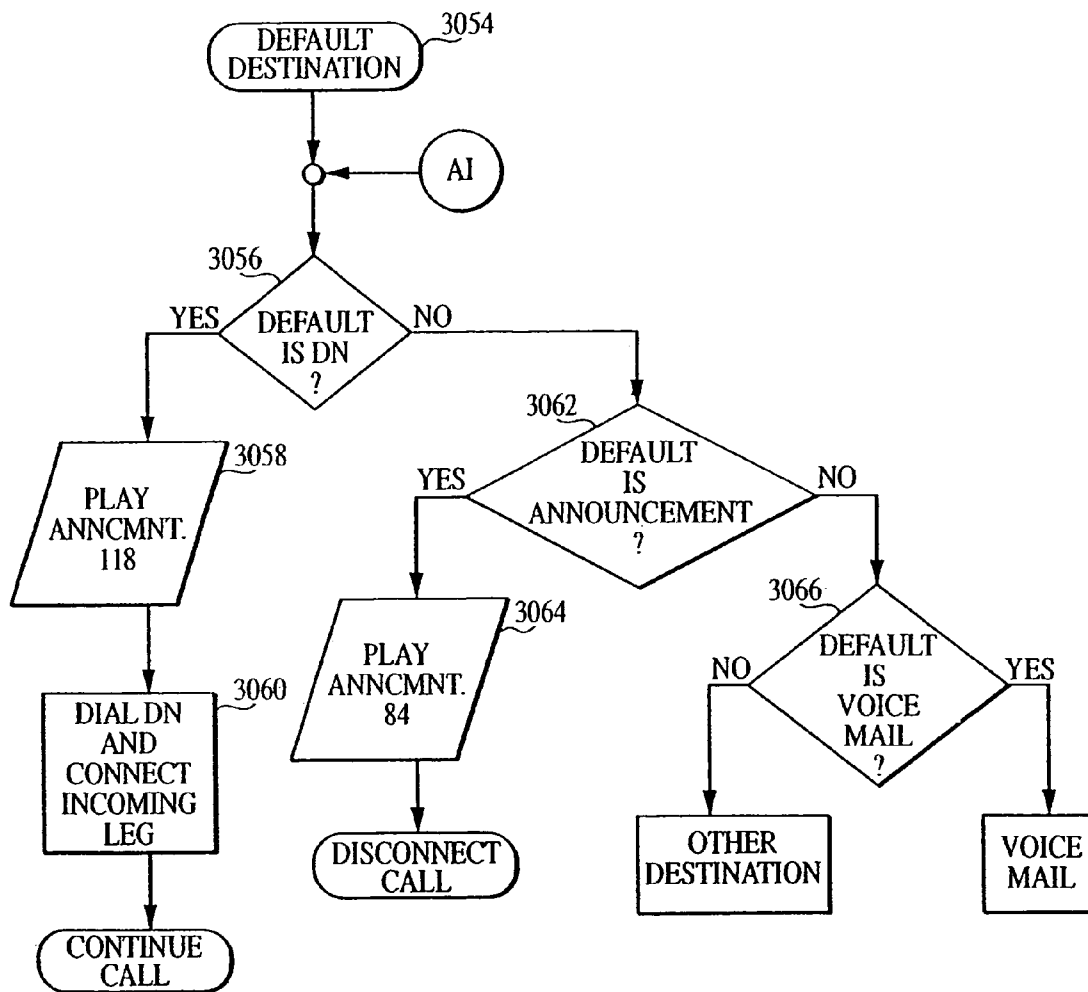 3054
DEFAULT
DESTINATION
AI
3056
YES
NO
DEFAULT
IS DN
?
3058
PLAY
ANNCMNT.
118
3062
YES
NO
DEFAULT
IS
ANNOUNCEMENT
?
3060
DIAL DN
AND
CONNECT
INCOMING
LEG
3064
PLAY
ANNCMNT.
84
3066
NO
YES
DEFAULT
IS
VOICE
MAIL
?
CONTINUE
CALL
DISCONNECT
CALL
OTHER
DESTINATION
VOICE
MAIL